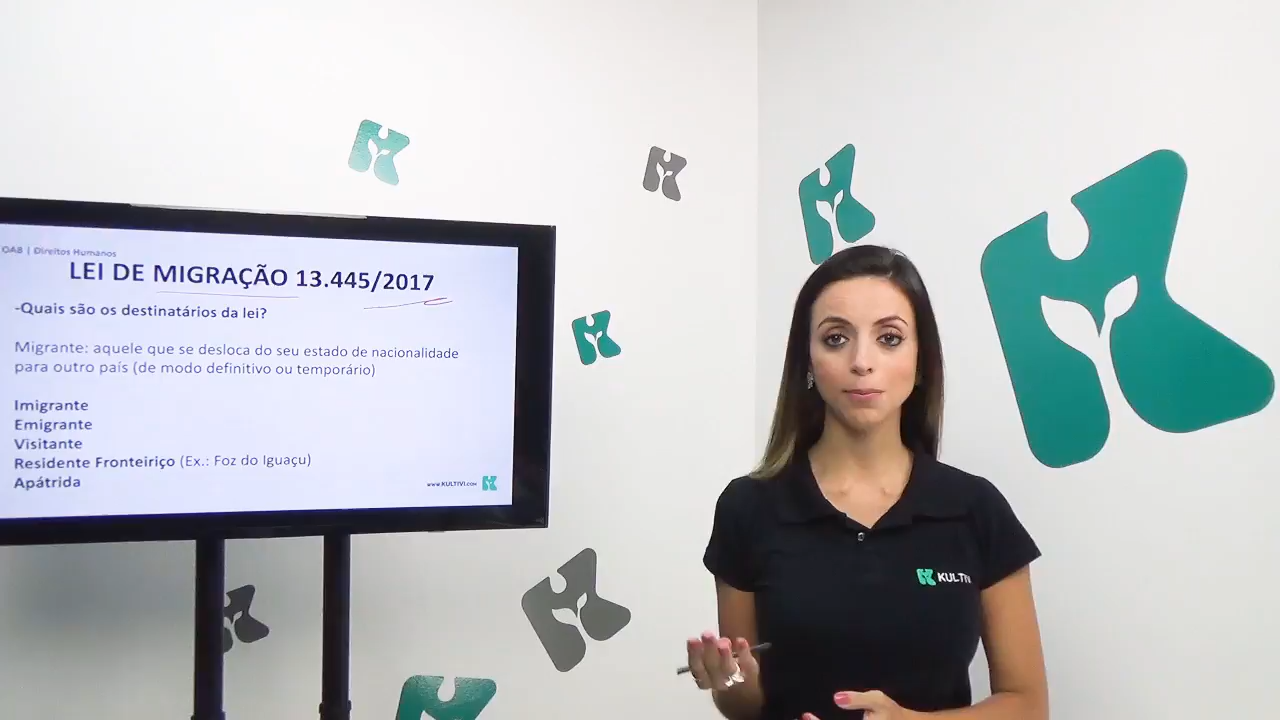 OAB | Direitos Humanos
LEI DE MIGRAÇÃO 13.445/2017
-Quais são os destinatários da lei?
Migrante: aquele que se desloca do seu estado de nacionalidade
para outro país (de modo definitivo ou temporário)
Imigrante
Emigrante
Visitante
Residente Fronteiriço (Ex.: Foz do Iguaçu)
Apátrida
www.KULTIVI.com
KULTIVI